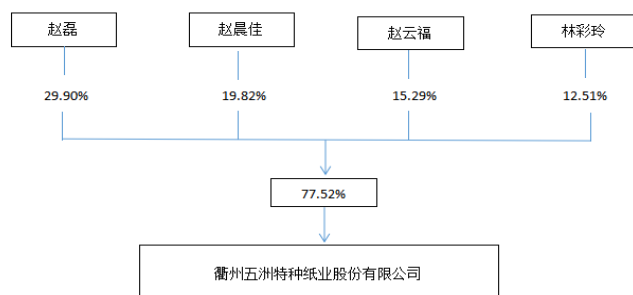 赵磊
赵晨佳
赵云福
林彩玲
29.90%
19.82%
15.29%
12.51%
77.52%
衢州五洲特种纸业股份有限公司